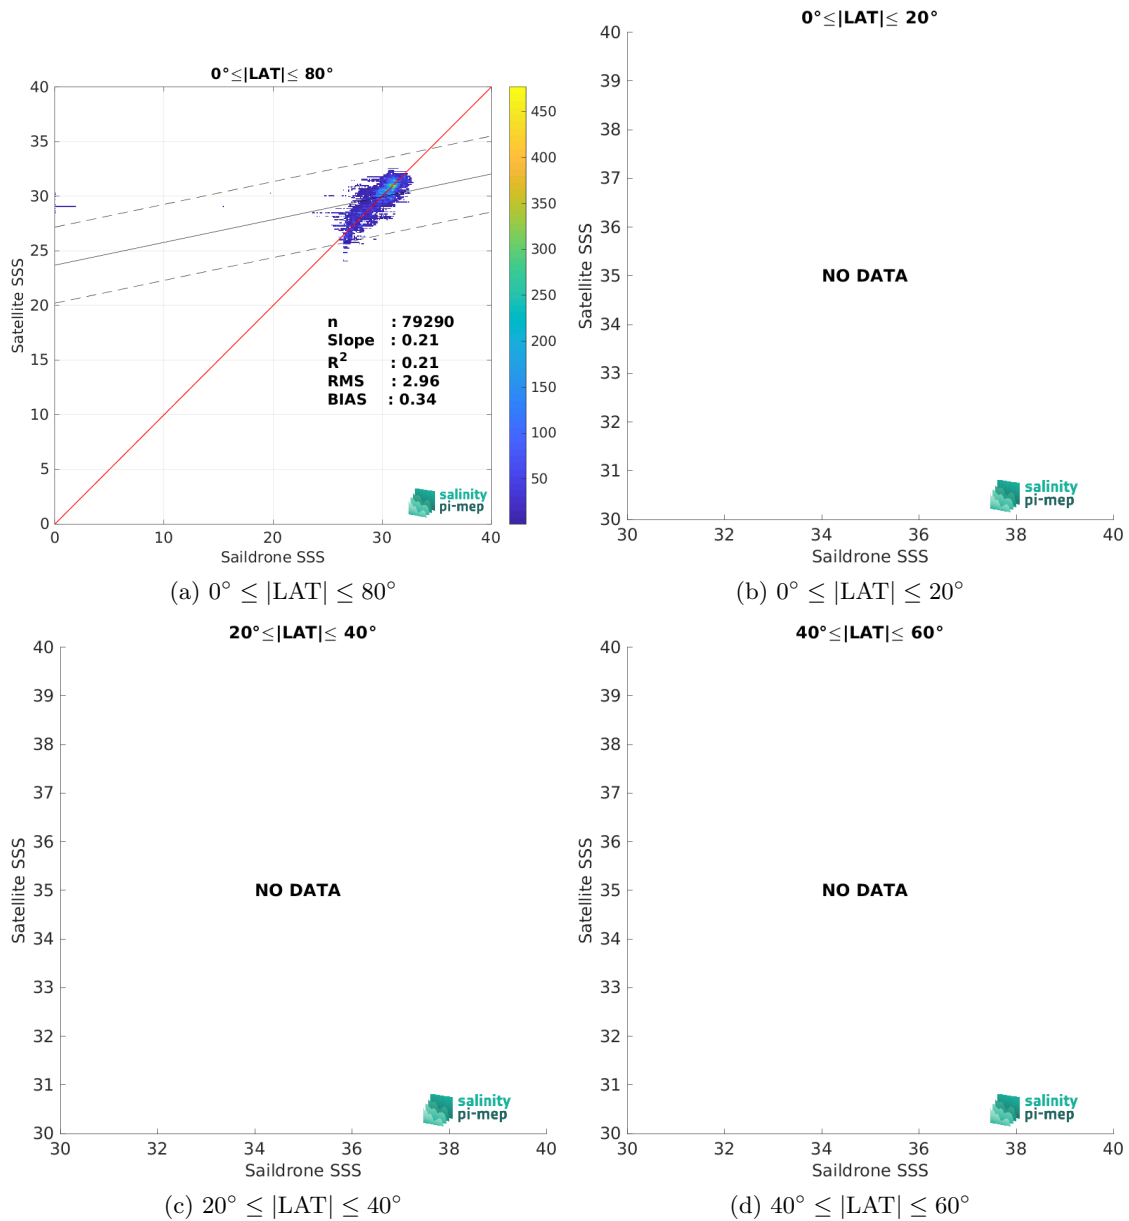 0°≤|LAT|≤ 80°
40
35
30
25
20
15
10
5
0
Satellite SSS
0
10
20
30
40
Saildrone SSS
n : 79290
Slope : 0.21
R2 : 0.21
RMS : 2.96
BIAS : 0.34
salinity
pi-mep
450
400
350
300
250
200
150
100
50
(a) 0° ≤ |LAT| ≤ 80°
0°≤|LAT|≤ 20°
40
39
38
37
36
35
34
33
32
31
30
Satellite SSS
NO DATA
salinity
pi-mep
30
32
34
36
38
40
Saildrone SSS
(b) 0° ≤ |LAT| ≤ 20°
20°≤|LAT|≤ 40°
40
39
38
37
36
35
34
33
32
31
30
Satellite SSS
NO DATA
salinity
pi-mep
30
32
34
36
38
40
Saildrone SSS
(c) 20° ≤ |LAT| ≤ 40°
40°≤|LAT|≤ 60°
40
39
38
37
36
35
34
33
32
31
30
Satellite SSS
NO DATA
salinity
pi-mep
30
32
34
36
38
40
Saildrone SSS
(d) 40° ≤ |LAT| ≤ 60°